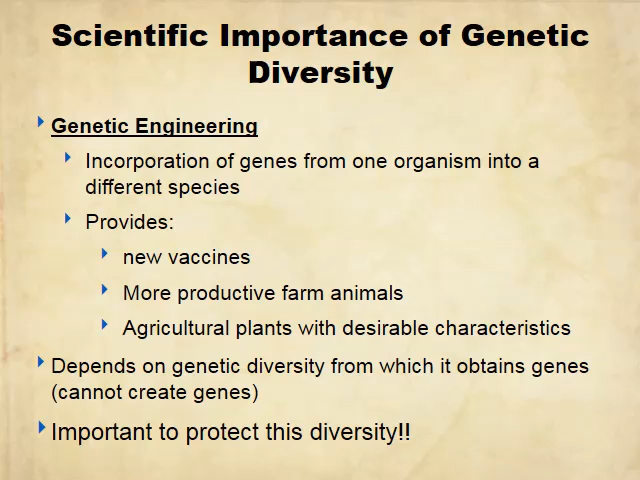 Scientific Importance of Genetic
Diversity
Genetic Engineering
Incorporation of genes from one organism into a
different species
Provides:
new vaccines
More productive farm animals
Agricultural plants with desirable characteristics
Depends on genetic diversity from which it obtains genes
(cannot create genes)
Important to protect this diversity!!